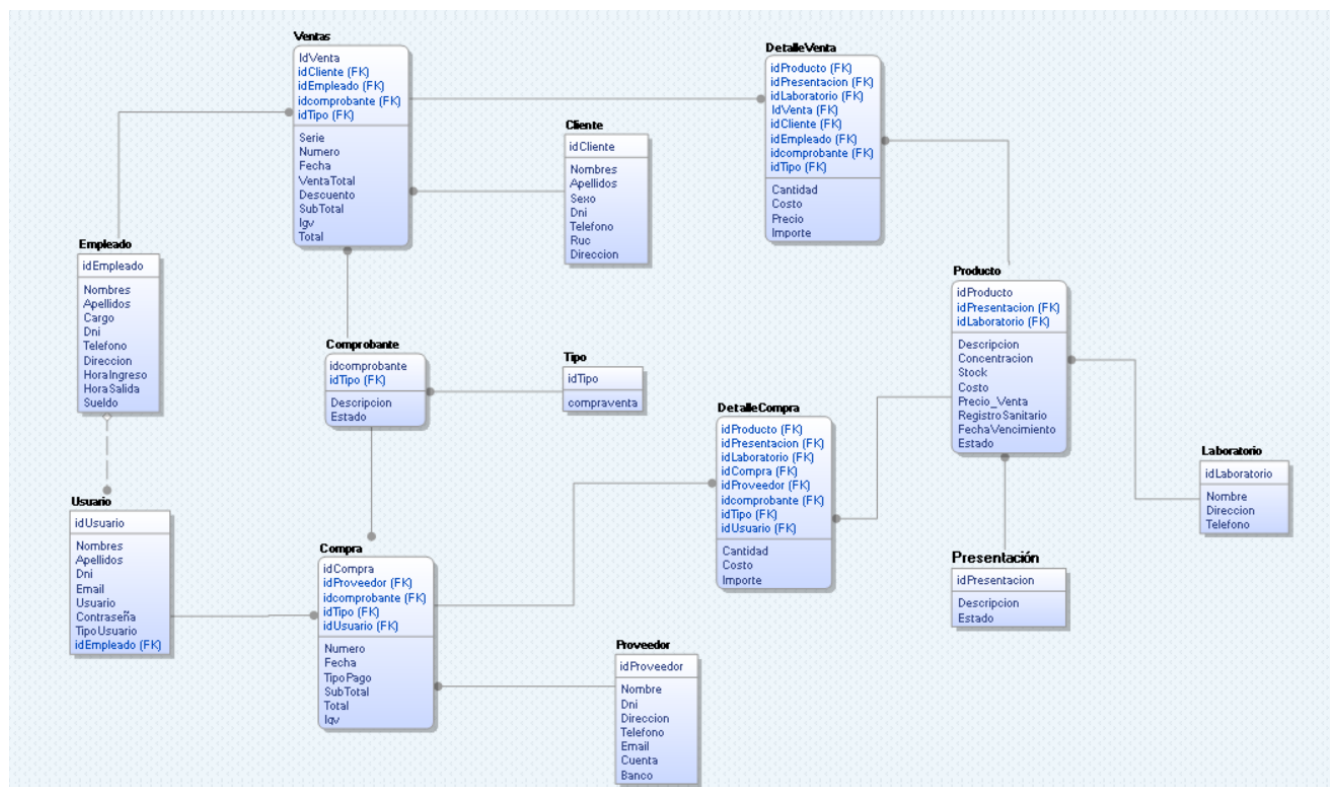 Ventas
IdVenta
idCliente (FK)
idEmpleado (FK)
idcomprobante (FK)
idTipo (FK)
Serie
Numero
Fecha
VentaTotal
Descuento
SubTotal
Igv
Total
DetalleVenta
idProducto (FK)
idPresentacion (FK)
idLaboratorio (FK)
IdVenta (FK)
idCliente (FK)
idEmpleado (FK)
idcomprobante (FK)
idTipo (FK)
Cantidad
Costo
Precio
Importe
Cliente
idCliente
Nombres
Apellidos
Sexo
Dni
Telefono
Ruc
Direccion
Empleado
idEmpleado
Nombres
Apellidos
Cargo
Dni
Telefono
Direccion
HoraIngreso
HoraSalida
Sueldo
Producto
idProducto
idPresentacion (FK)
idLaboratorio (FK)
Descripcion
Concentracion
Stock
Costo
Precio_Venta
RegistroSanitario
FechaVencimiento
Estado
Comprobante
idcomprobante
idTipo (FK)
Descripcion
Estado
Tipo
idTipo
compraventa
DetalleCompra
idProducto (FK)
idPresentacion (FK)
idLaboratorio (FK)
idCompra (FK)
idProveedor (FK)
idcomprobante (FK)
idTipo (FK)
idUsuario (FK)
Cantidad
Costo
Importe
Laboratorio
idLaboratorio
Nombre
Direccion
Telefono
Usuario
idUsuario
Nombres
Apellidos
Dni
Email
Usuario
Contraseña
TipoUsuario
idEmpleado (FK)
Compra
idCompra
idProveedor (FK)
idcomprobante (FK)
idTipo (FK)
idUsuario (FK)
Numero
Fecha
TipoPago
SubTotal
Total
Igv
Presentación
idPresentacion
Descripcion
Estado
Proveedor
idProveedor
Nombre
Dni
Direccion
Telefono
Email
Cuenta
Banco